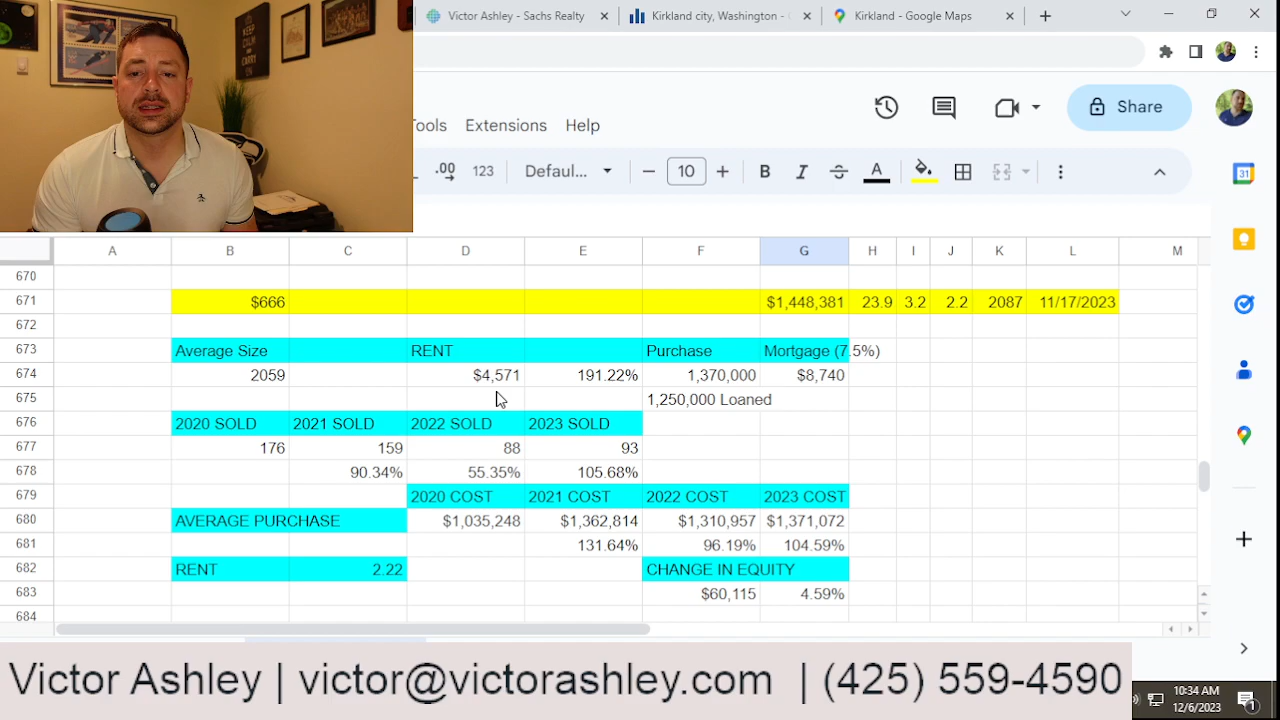 Victor Ashley - Sachs Realty
Kirkland city, Washington -
Kirkland - Google Maps
KEEP CALM AND CARRY
Share
Tools Extensions Help
.00 123 Defaul... 10 B I A
A B C D E F G H I J K L M
670
671 $666 $1,448,381 23.9 3.2 2.2 2087 11/17/2023
672
673 Average Size RENT Purchase Mortgage (7.5%)
674 2059 $4,571 191.22% 1,370,000 $8,740
675 1,250,000 Loaned
676 2020 SOLD 2021 SOLD 2022 SOLD 2023 SOLD
677 176 159 88 93
678 90.34% 55.35% 105.68%
679 2020 COST 2021 COST 2022 COST 2023 COST
680 AVERAGE PURCHASE $1,035,248 $1,362,814 $1,310,957 $1,371,072
681 131.64% 96.19% 104.59%
682 RENT 2.22 CHANGE IN EQUITY
683 $60,115 4.59%
684
Victor Ashley | victor@victorashley.com | (425) 559-4590
10:34 AM
12/6/2023